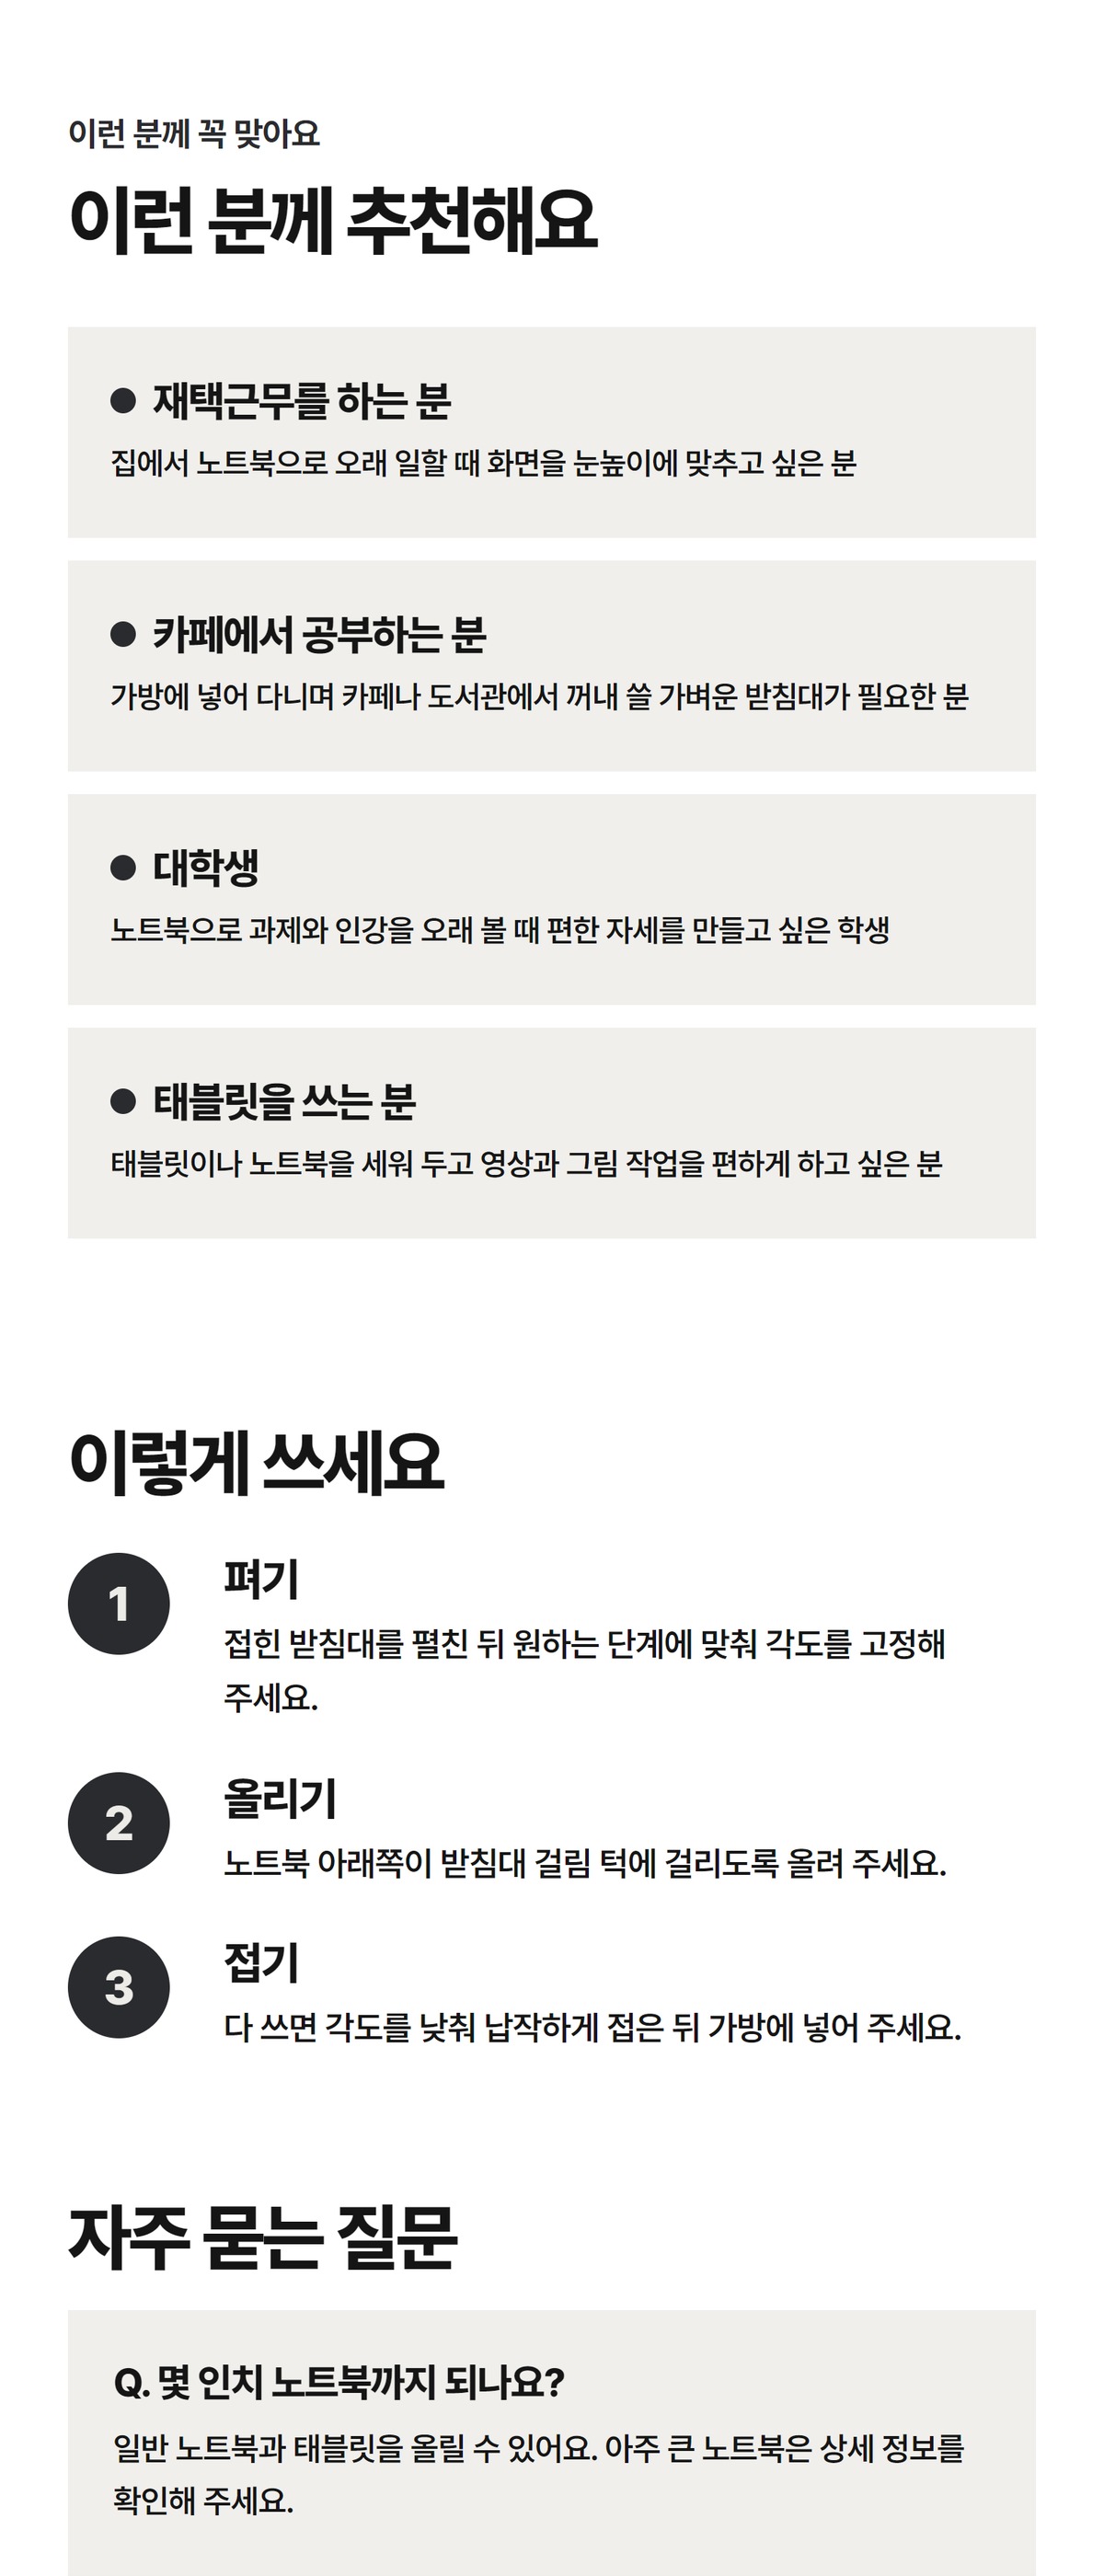 이런 분께 꼭 맞아요
이런 분께 추천해요
재택근무를 하는 분
집에서 노트북으로 오래 일할 때 화면을 눈높이에 맞추고 싶은 분
카페에서 공부하는 분
가방에 넣어 다니며 카페나 도서관에서 꺼내 쓸 가벼운 받침대가 필요한 분
대학생
노트북으로 과제와 인강을 오래 볼 때 편한 자세를 만들고 싶은 학생
태블릿을 쓰는 분
태블릿이나 노트북을 세워 두고 영상과 그림 작업을 편하게 하고 싶은 분
이렇게 쓰세요
1
펴기
접힌 받침대를 펼친 뒤 원하는 단계에 맞춰 각도를 고정해
주세요.
2
올리기
노트북 아래쪽이 받침대 걸림 턱에 걸리도록 올려 주세요.
3
접기
다 쓰면 각도를 낮춰 납작하게 접은 뒤 가방에 넣어 주세요.
자주 묻는 질문
Q. 몇 인치 노트북까지 되나요?
일반 노트북과 태블릿을 올릴 수 있어요. 아주 큰 노트북은 상세 정보를
확인해 주세요.